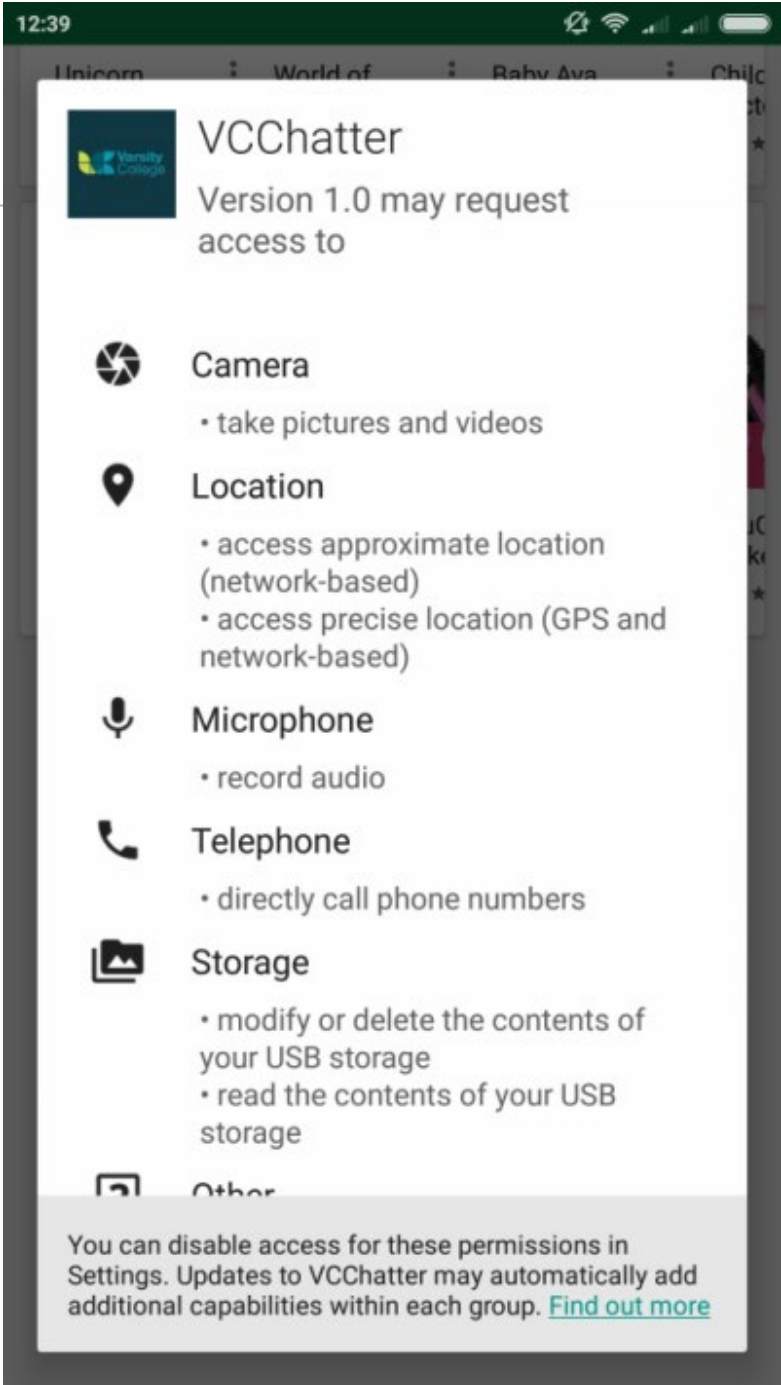 12:39
Unicorn
World of
Baby Ava
Varsity
College
VCChatter
Version 1.0 may request
access to
Camera
• take pictures and videos
Location
• access approximate location
(network-based)
• access precise location (GPS and
network-based)
Microphone
• record audio
Telephone
• directly call phone numbers
Storage
• modify or delete the contents of
your USB storage
• read the contents of your USB
storage
Other
You can disable access for these permissions in
Settings. Updates to VCChatter may automatically add
additional capabilities within each group. Find out more